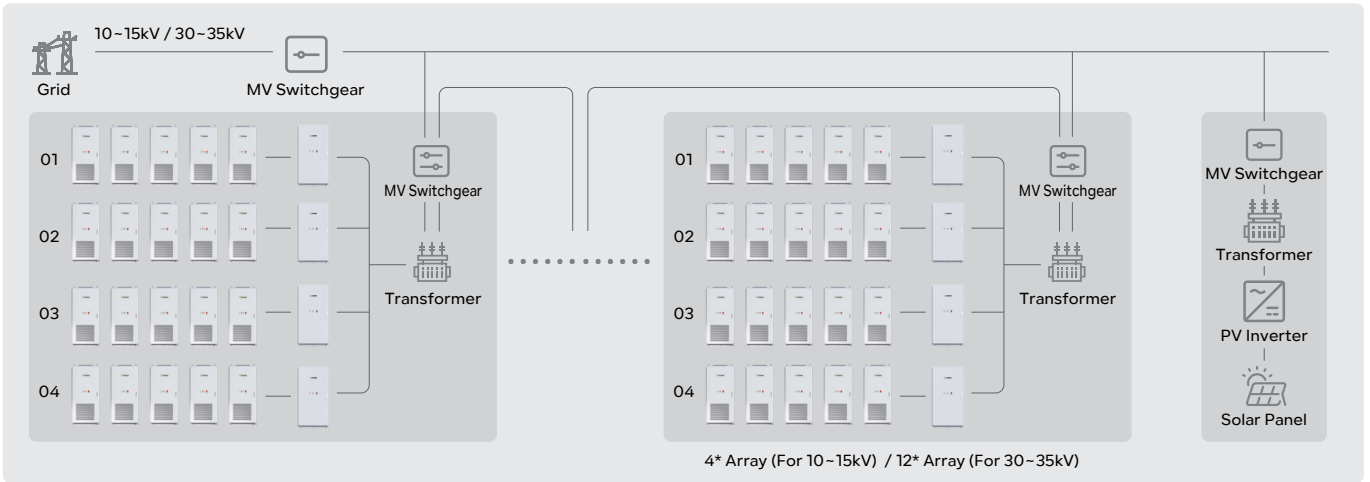 10~15kV / 30~35kV
Grid
MV Switchgear
01
02
03
04
MV Switchgear
Transformer
01
02
03
04
MV Switchgear
Transformer
4* Array (For 10~15kV) / 12* Array (For 30~35kV)
MV Switchgear
Transformer
PV Inverter
Solar Panel